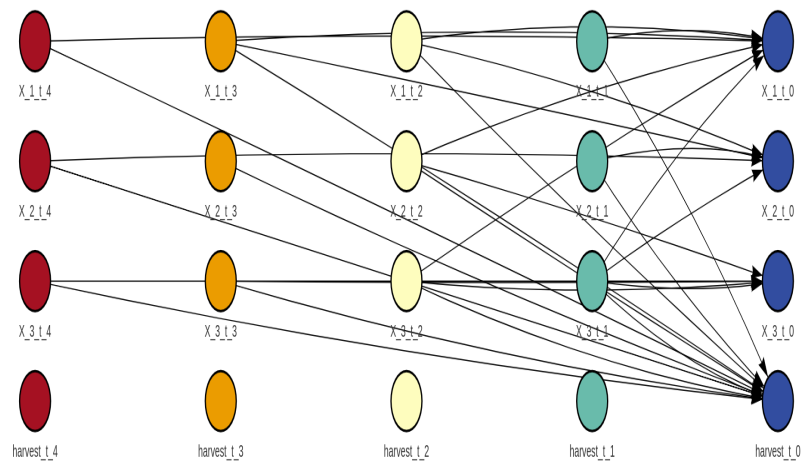 X_1_t_4 X_1_t_3 X_1_t_2 X_1_t_1 X_1_t_0
X_2_t_4 X_2_t_3 X_2_t_2 X_2_t_1 X_2_t_0
X_3_t_4 X_3_t_3 X_3_t_2 X_3_t_1 X_3_t_0
harvest_t_4 harvest_t_3 harvest_t_2 harvest_t_1 harvest_t_0